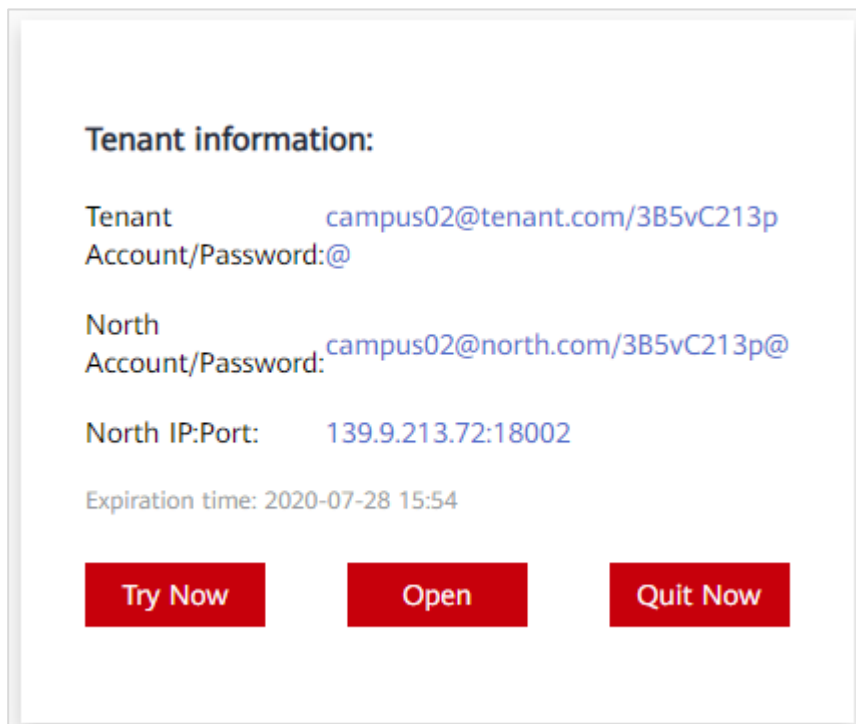 Tenant information:
Tenant campus02@tenant.com/3B5vC213p
Account/Password:@
North
Account/Password: campus02@north.com/3B5vC213p@
North IP:Port: 139.9.213.72:18002
Expiration time: 2020-07-28 15:54
Try Now Open Quit Now